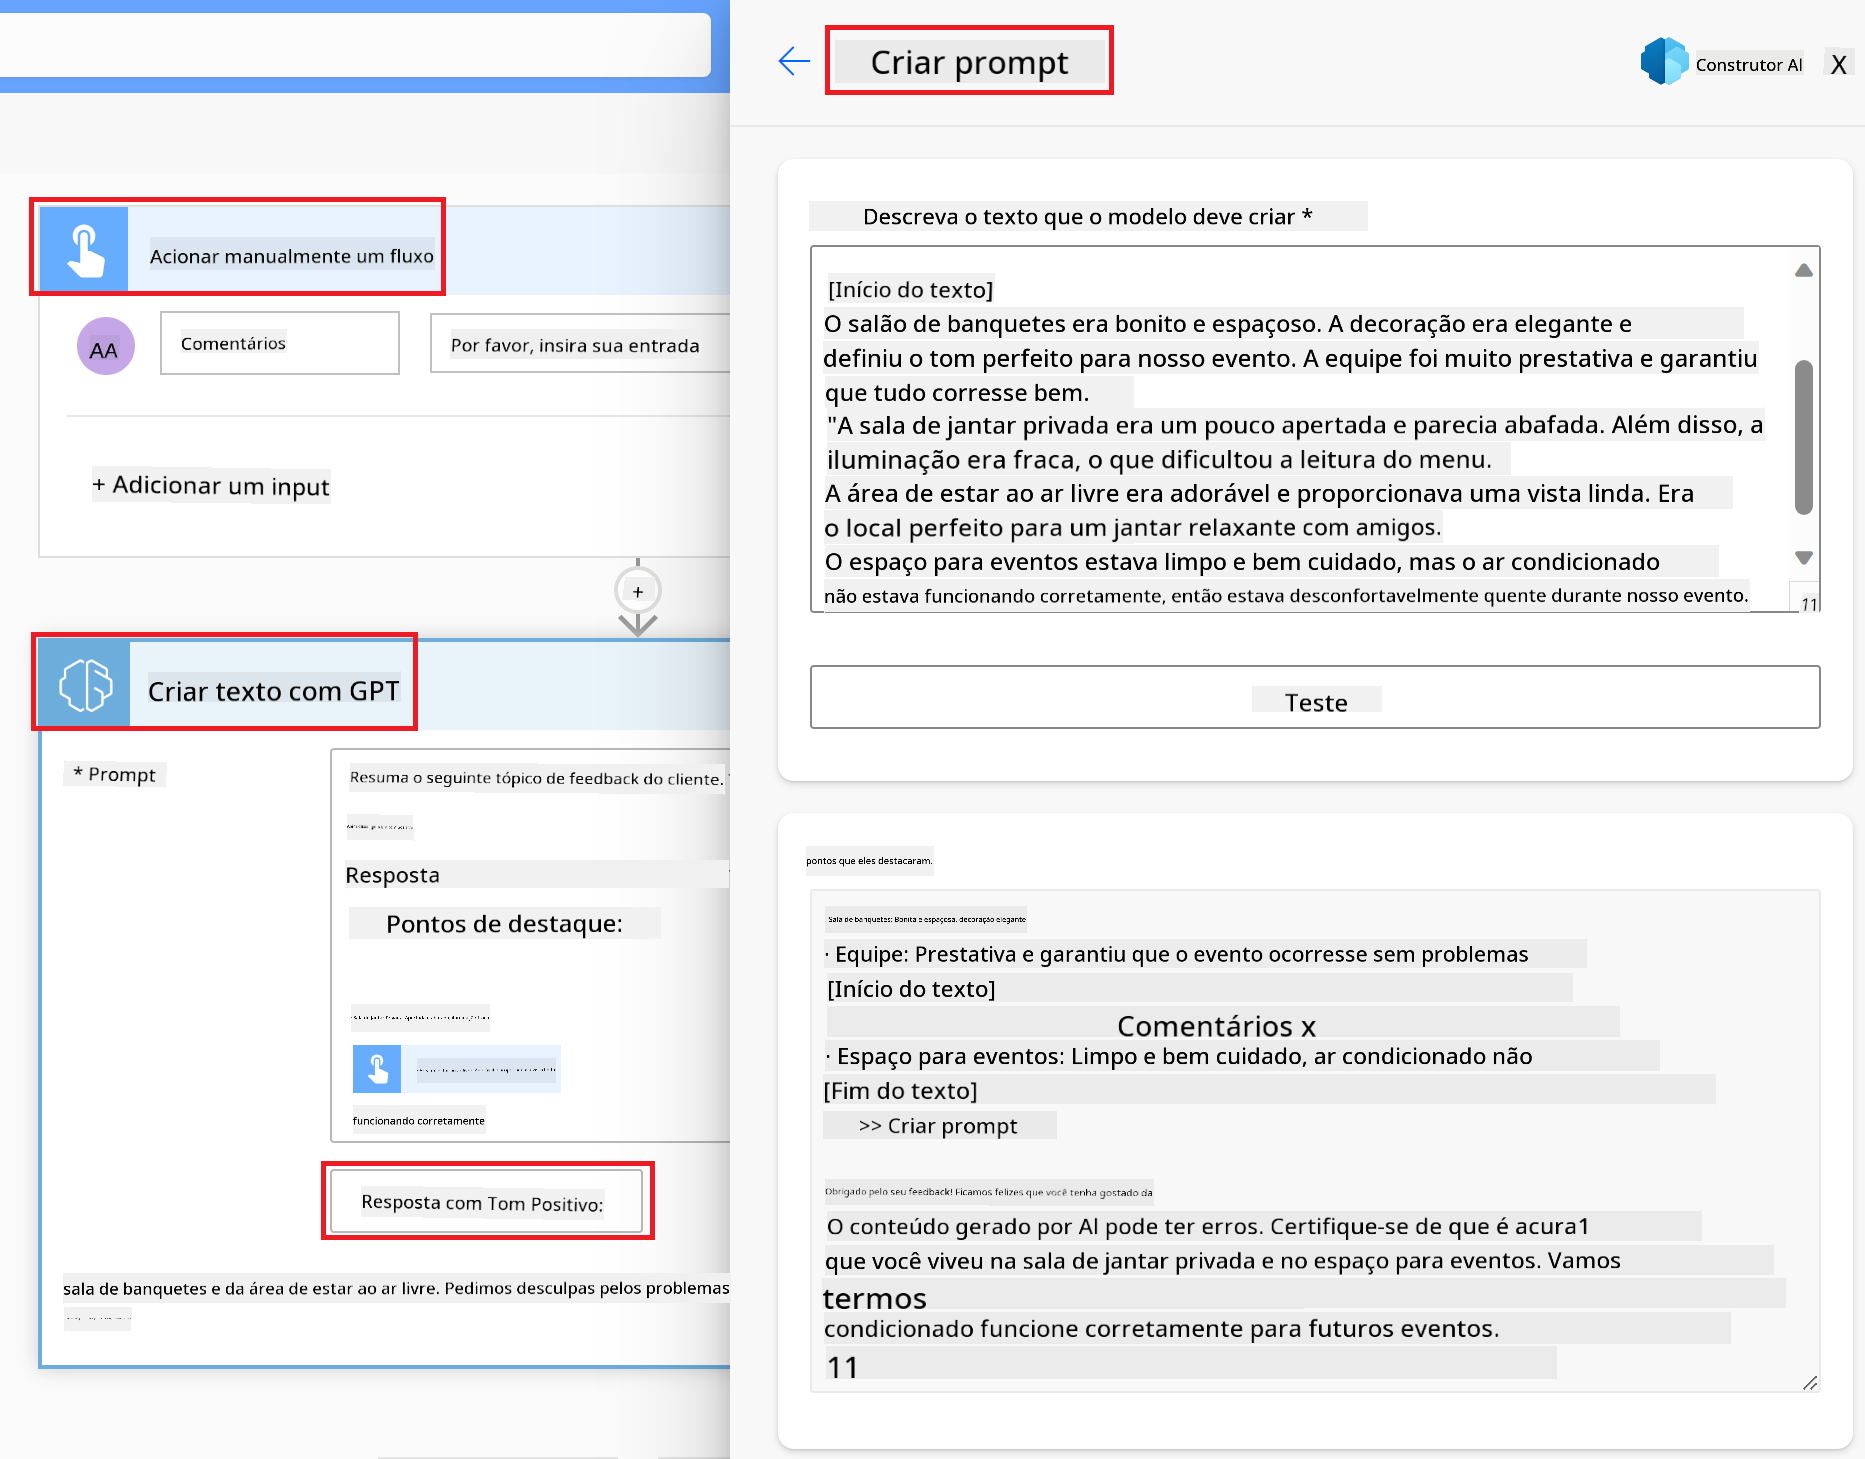 Criar prompt
Construtor AI
X
Acionar manualmente um fluxo
AA
Comentários
Por favor, insira sua entrada
+ Adicionar um input
+
Criar texto com GPT
* Prompt
Resuma o seguinte tópico de feedback do cliente.
Resposta
Pontos de destaque:
funcionando corretamente
Resposta com Tom Positivo:
sala de banquetes e da área de estar ao ar livre. Pedimos desculpas pelos problemas
Descreva o texto que o modelo deve criar *
[Início do texto]
O salão de banquetes era bonito e espaçoso. A decoração era elegante e
definiu o tom perfeito para nosso evento. A equipe foi muito prestativa e garantiu
que tudo corresse bem.
"A sala de jantar privada era um pouco apertada e parecia abafada. Além disso, a
iluminação era fraca, o que dificultou a leitura do menu.
A área de estar ao ar livre era adorável e proporcionava uma vista linda. Era
o local perfeito para um jantar relaxante com amigos.
O espaço para eventos estava limpo e bem cuidado, mas o ar condicionado
não estava funcionando corretamente, então estava desconfortavelmente quente durante nosso evento.
11
Teste
pontos que eles destacaram.
Sala de banquetes: Bonita e espaçosa, decoração elegante
· Equipe: Prestativa e garantiu que o evento ocorresse sem problemas
[Início do texto]
Comentários x
· Espaço para eventos: Limpo e bem cuidado, ar condicionado não
[Fim do texto]
>> Criar prompt
Obrigado pelo seu feedback! Ficamos felizes que você tenha gostado da
O conteúdo gerado por AI pode ter erros. Certifique-se de que é acura1
que você viveu na sala de jantar privada e no espaço para eventos. Vamos
termos
condicionado funcione corretamente para futuros eventos.
11